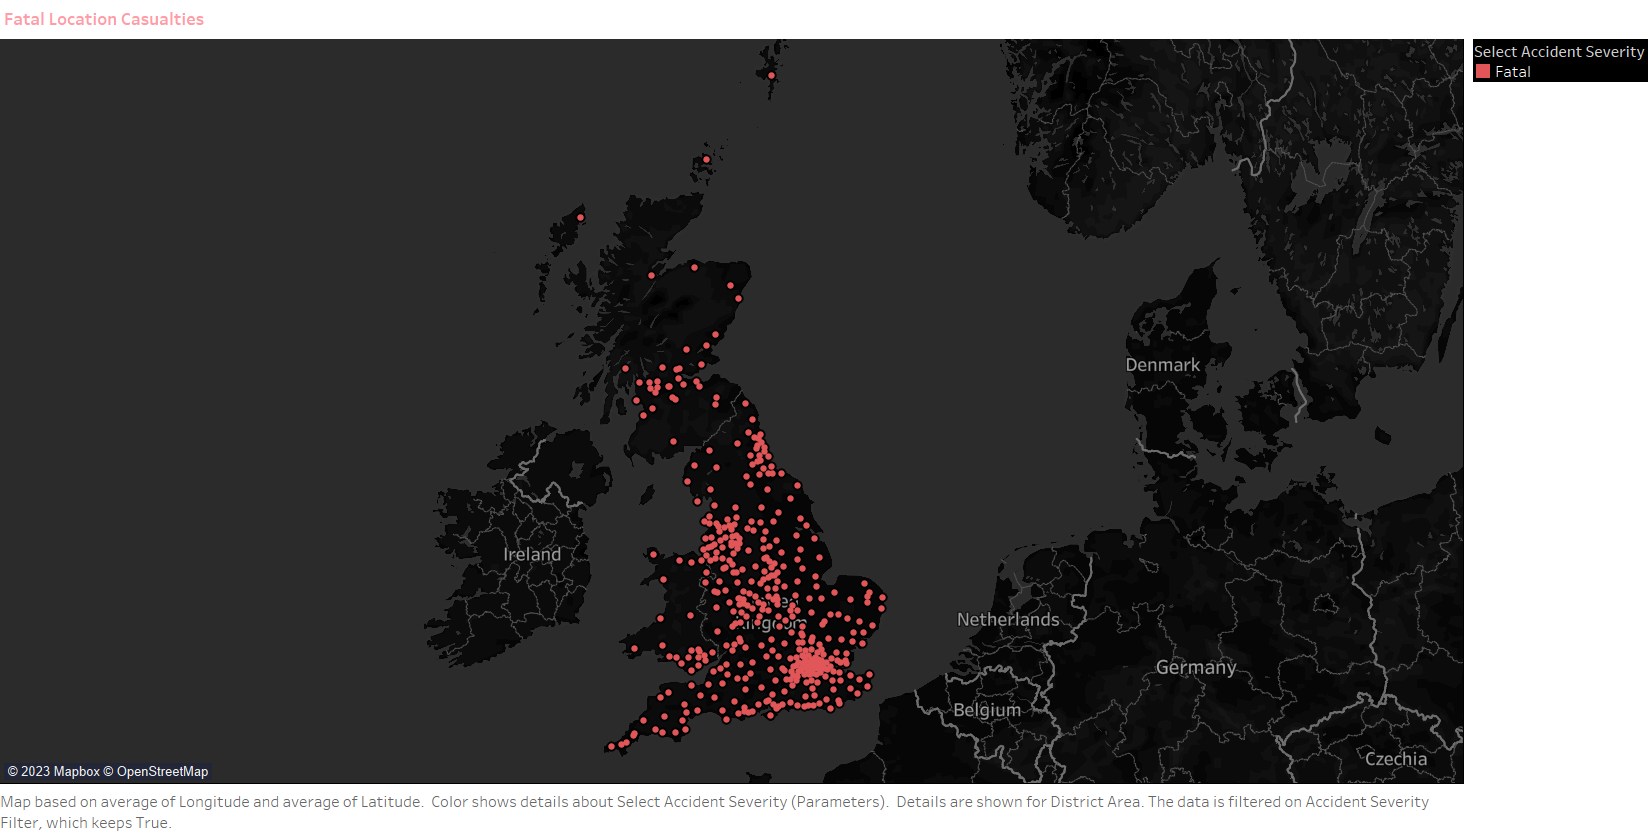 Fatal Location Casualties
Select Accident Severity
Fatal
Denmark
Ireland
Netherlands
Germany
Belgium
Czechia
© 2023 Mapbox © OpenStreetMap
Map based on average of Longitude and average of Latitude.  Color shows details about Select Accident Severity (Parameters).  Details are shown for District Area. The data is filtered on Accident Severity
Filter, which keeps True.